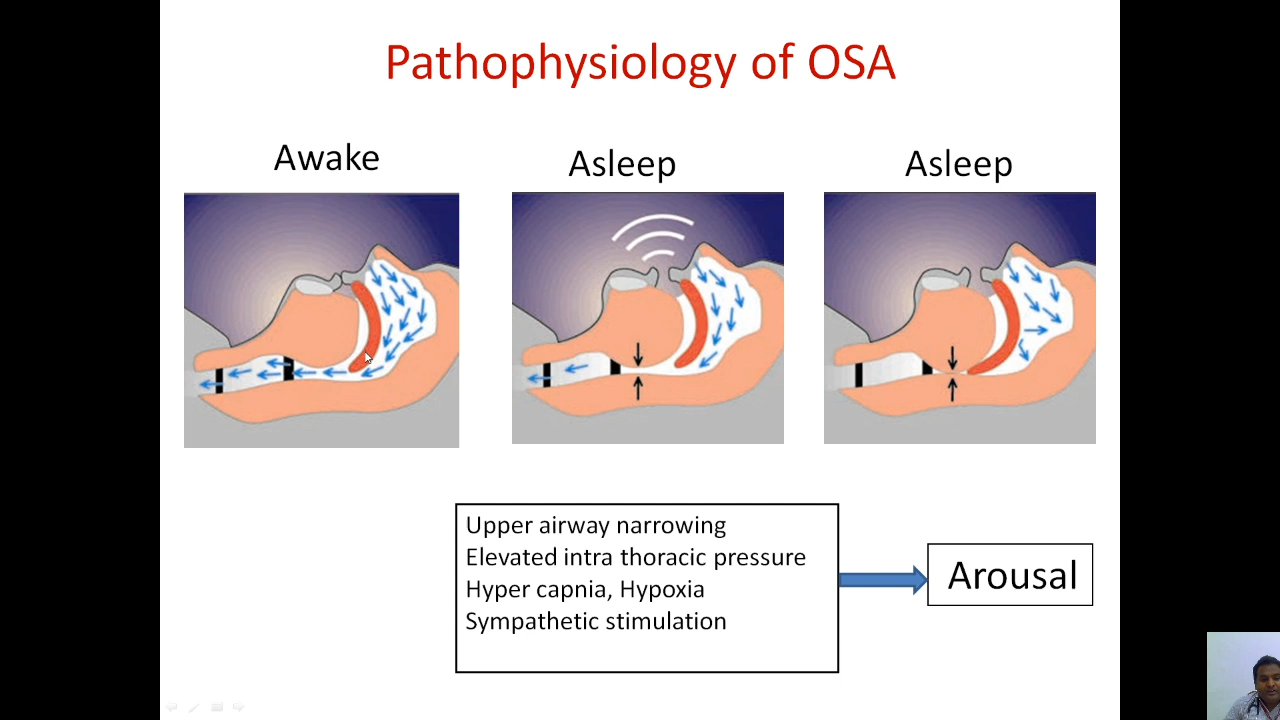 Pathophysiology of OSA
Awake
Asleep
Asleep
Upper airway narrowing
Elevated intra thoracic pressure
Hyper capnia, Hypoxia
Sympathetic stimulation
Arousal